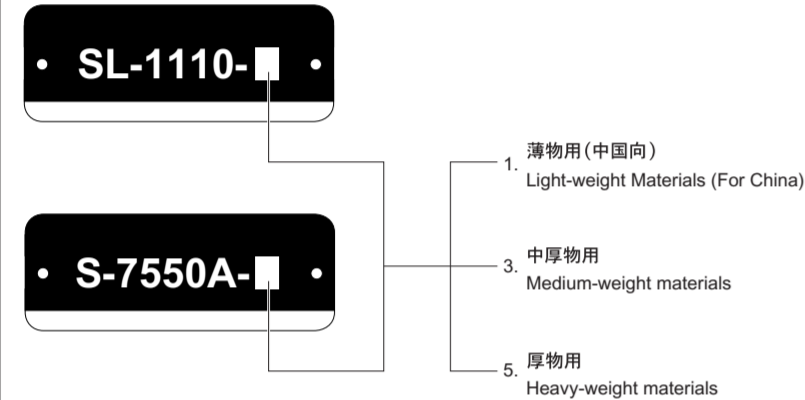 SL-1110-
S-7550A-
1. 薄物用(中国向)
Light-weight Materials (For China)
3. 中厚物用
Medium-weight materials
5. 厚物用
Heavy-weight materials